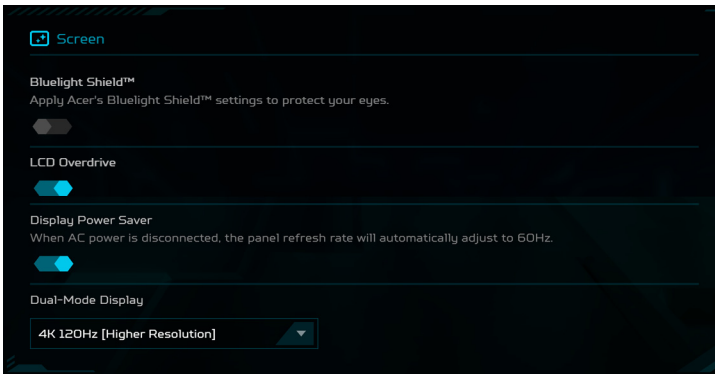 Screen
Bluelight Shield™
Apply Acer's Bluelight Shield™ settings to protect your eyes.
LCD Overdrive
Display Power Saver
When AC power is disconnected, the panel refresh rate will automatically adjust to 60Hz.
Dual-Mode Display
4K 120Hz [Higher Resolution]